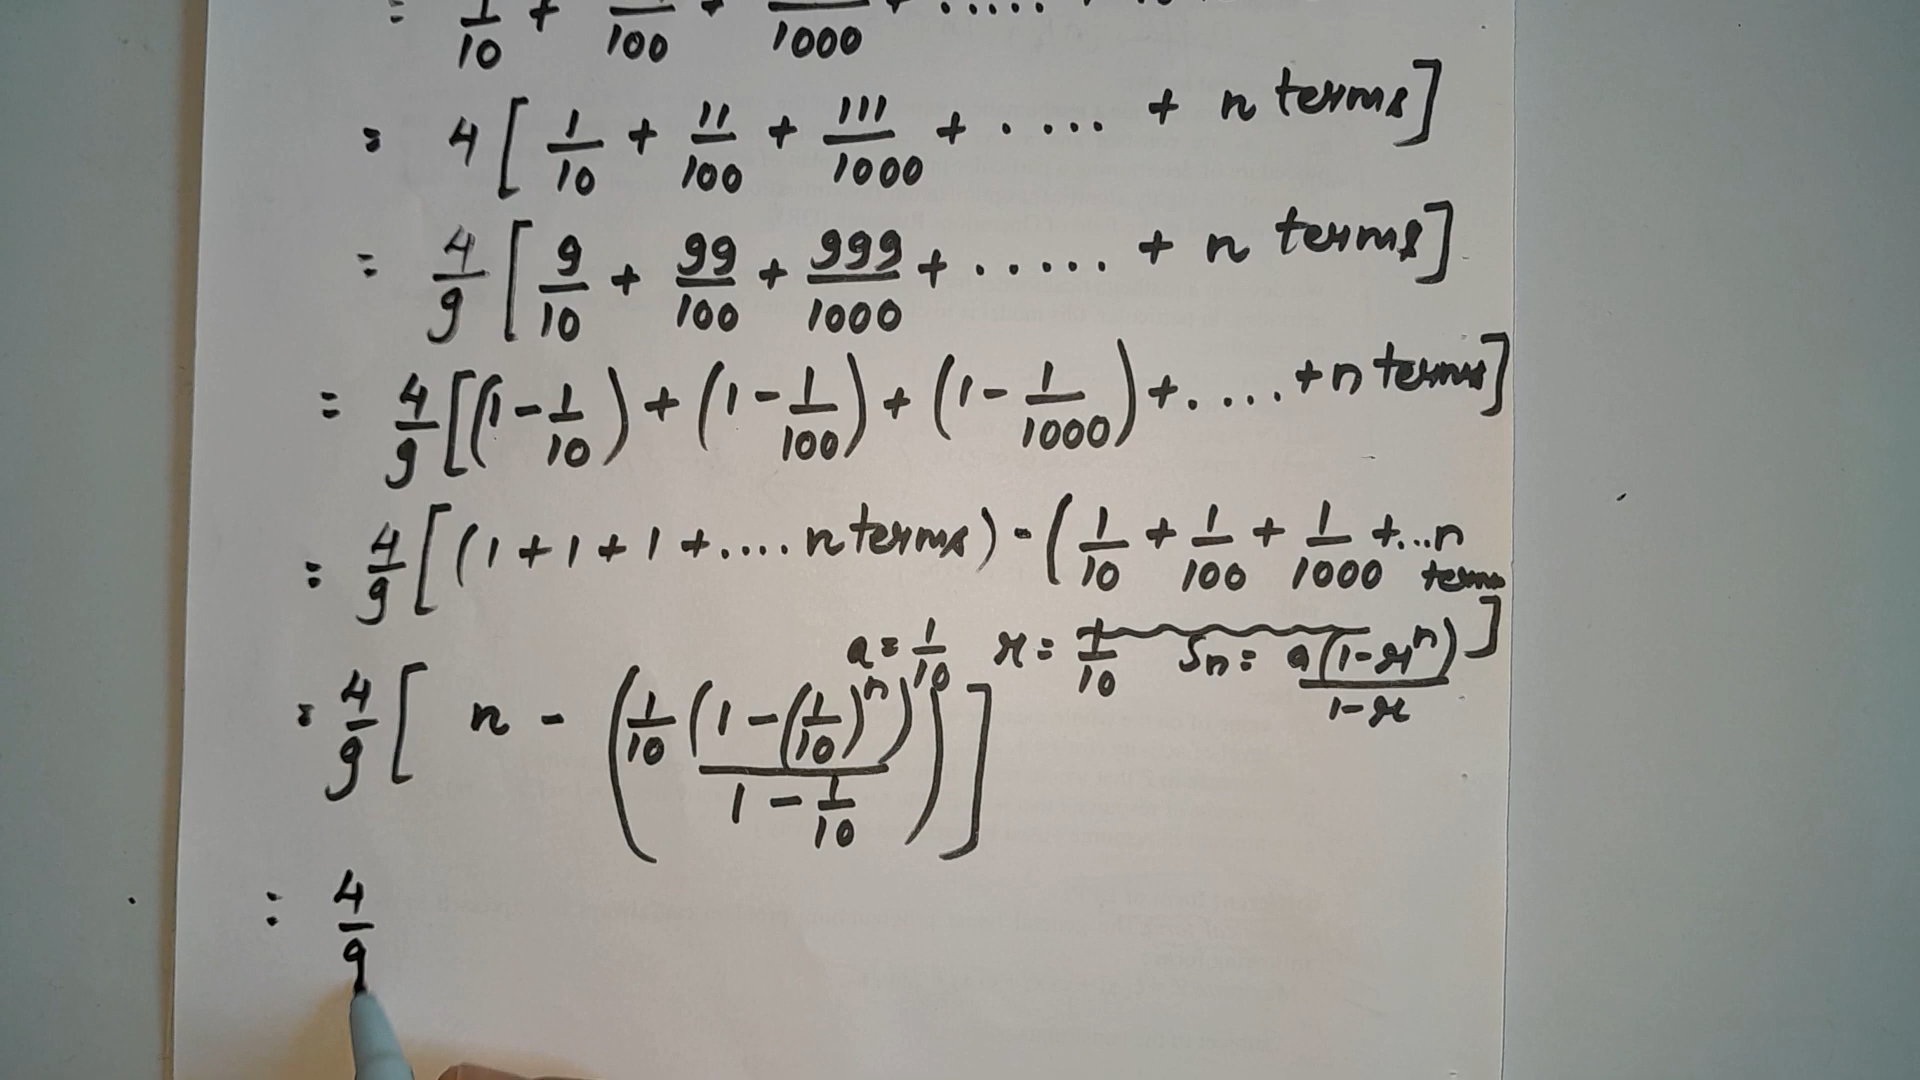 = 1/10 + /100 + /1000 + .....
= 4 [ 1/10 + 11/100 + 111/1000 + .... + n terms]
= 4/9 [ 9/10 + 99/100 + 999/1000 + ..... + n terms]
= 4/9 [(1 - 1/10) + (1 - 1/100) + (1 - 1/1000) + .... + n terms]
= 4/9 [(1 + 1 + 1 + .... n terms) - (1/10 + 1/100 + 1/1000 + ... n terms ]
a = 1/10 r = 1/10 Sn = a(1-r^n)/1-r
= 4/9 [ n - (1/10 (1 - (1/10)^n)/1 - 1/10) ]
= 4/9